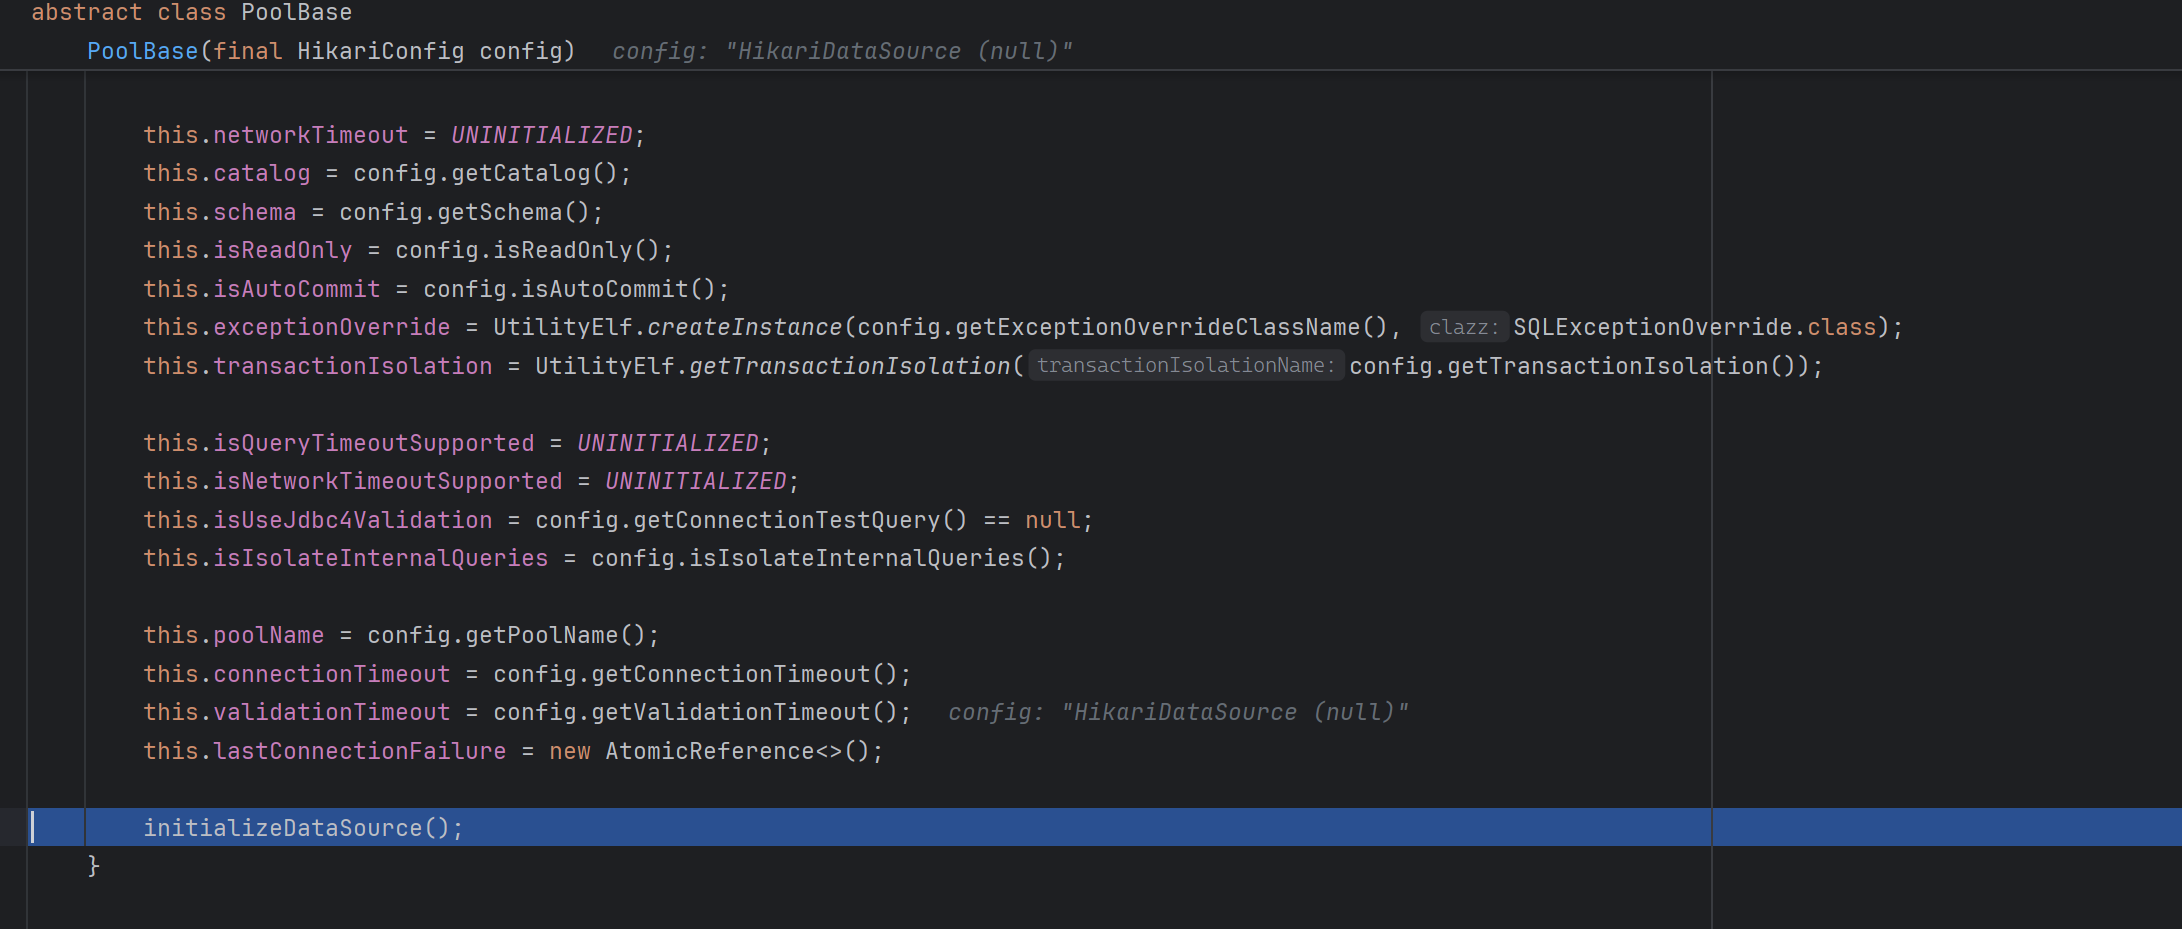 abstract class PoolBase
PoolBase(final HikariConfig config) config: "HikariDataSource (null)"
this.networkTimeout = UNINITIALIZED;
this.catalog = config.getCatalog();
this.schema = config.getSchema();
this.isReadOnly = config.isReadOnly();
this.isAutoCommit = config.isAutoCommit();
this.exceptionOverride = UtilityElf.createInstance(config.getExceptionOverrideClassName(), clazz: SQLExceptionOverride.class);
this.transactionIsolation = UtilityElf.getTransactionIsolation( transactionIsolationName: config.getTransactionIsolation());
this.isQueryTimeoutSupported = UNINITIALIZED;
this.isNetworkTimeoutSupported = UNINITIALIZED;
this.isUseJdbc4Validation = config.getConnectionTestQuery() == null;
this.isIsolateInternalQueries = config.isIsolateInternalQueries();
this.poolName = config.getPoolName();
this.connectionTimeout = config.getConnectionTimeout();
this.validationTimeout = config.getValidationTimeout(); config: "HikariDataSource (null)"
this.lastConnectionFailure = new AtomicReference<>();
initializeDataSource();
}